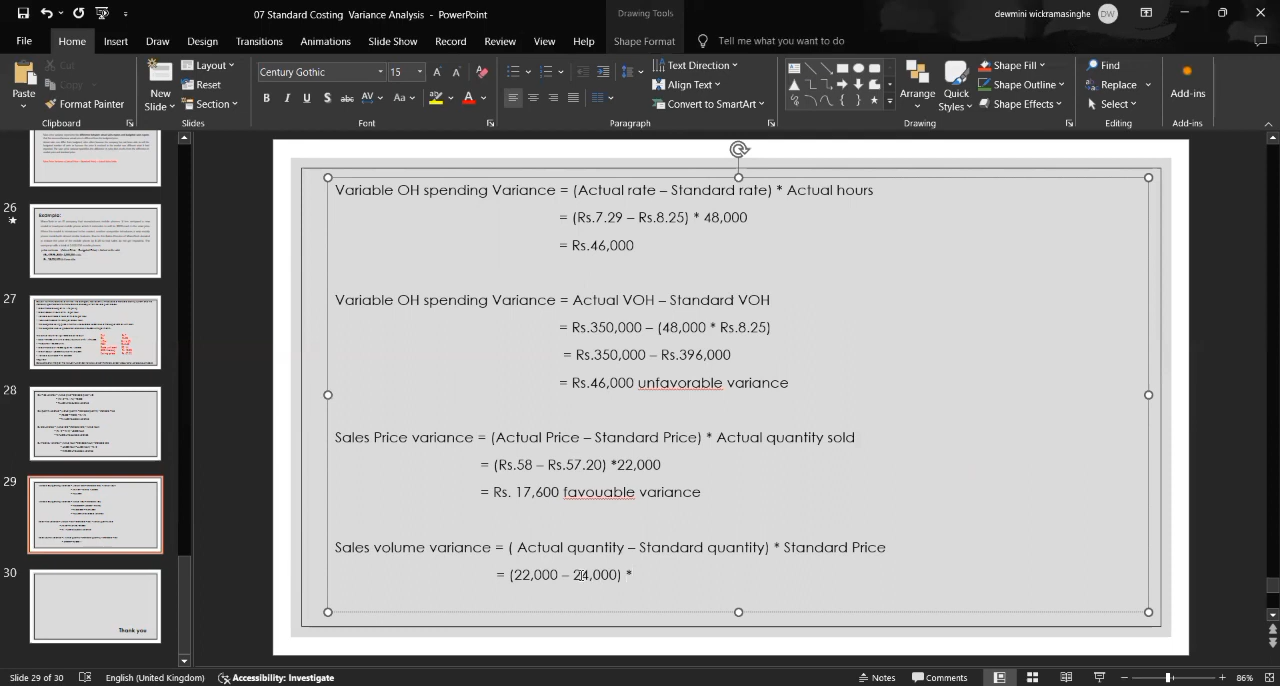 07 Standard Costing Variance Analysis - PowerPoint
Drawing Tools
dewmini wickramasinghe
DW
File
Home
Insert
Draw
Design
Transitions
Animations
Slide Show
Record
Review
View
Help
Shape Format
Tell me what you want to do
Paste
Cut
Copy
Format Painter
Clipboard
New Slide
Layout
Reset
Section
Slides
Century Gothic
15
Font
Text Direction
Align Text
Convert to SmartArt
Paragraph
Arrange
Quick Styles
Shape Fill
Shape Outline
Shape Effects
Drawing
Find
Replace
Select
Editing
Add-ins
Add-ins
26
Example:
27
28
29
30
Thank you
Variable OH spending Variance = (Actual rate – Standard rate) * Actual hours
= (Rs.7.29 – Rs.8.25) * 48,000
= Rs.46,000
Variable OH spending Variance = Actual VOH – Standard VOH
= Rs.350,000 – (48,000 * Rs.8.25)
= Rs.350,000 – Rs.396,000
= Rs.46,000 unfavorable variance
Sales Price variance = (Actual Price – Standard Price) * Actual quantity sold
= (Rs.58 – Rs.57.20) *22,000
= Rs. 17,600 favouable variance
Sales volume variance = ( Actual quantity – Standard quantity) * Standard Price
= (22,000 – 24,000) *
Slide 29 of 30
English (United Kingdom)
Accessibility: Investigate
Notes
Comments
86%